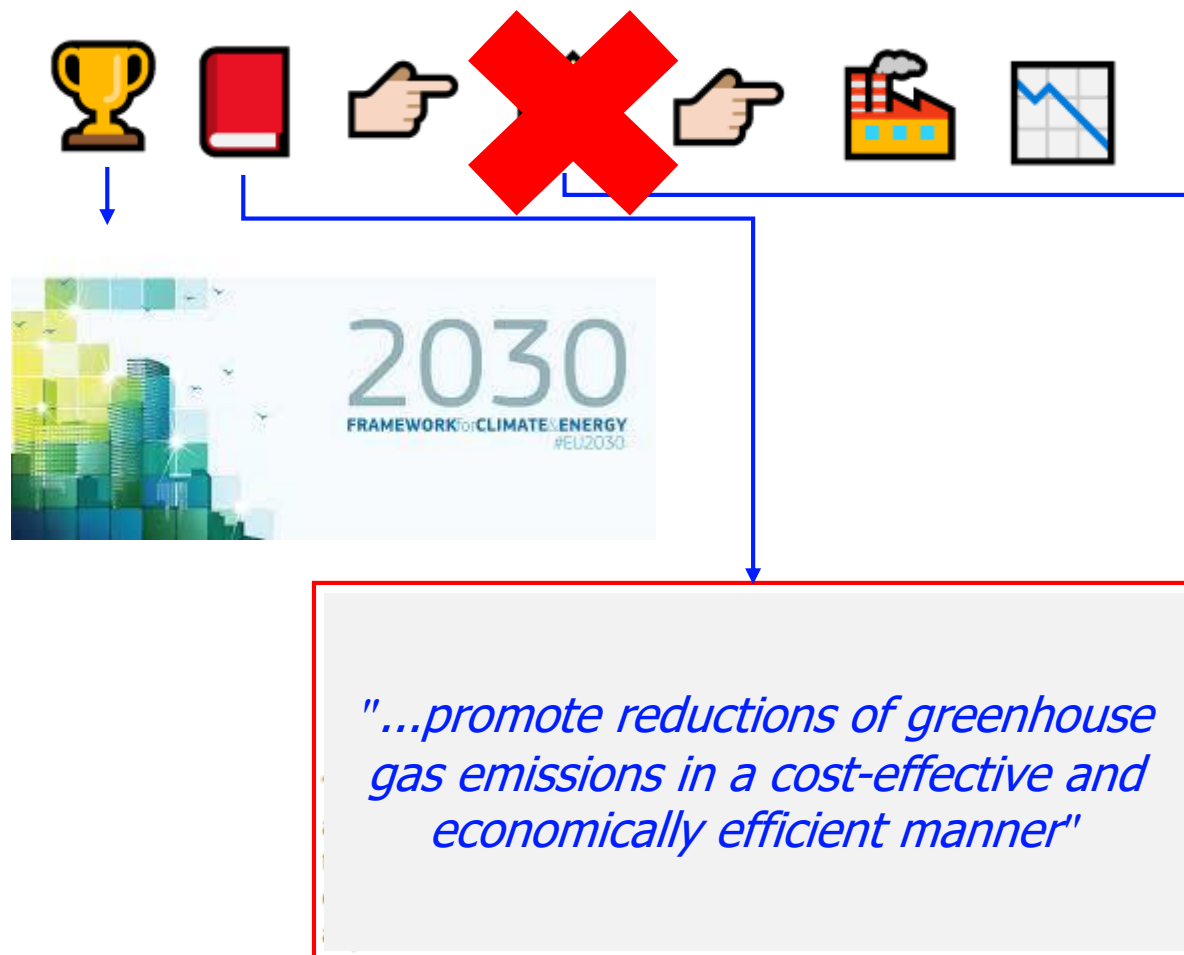 2030
FRAMEWORKforCLIMATE&ENERGY
#EU2030
"...promote reductions of greenhouse
gas emissions in a cost-effective and
economically efficient manner"